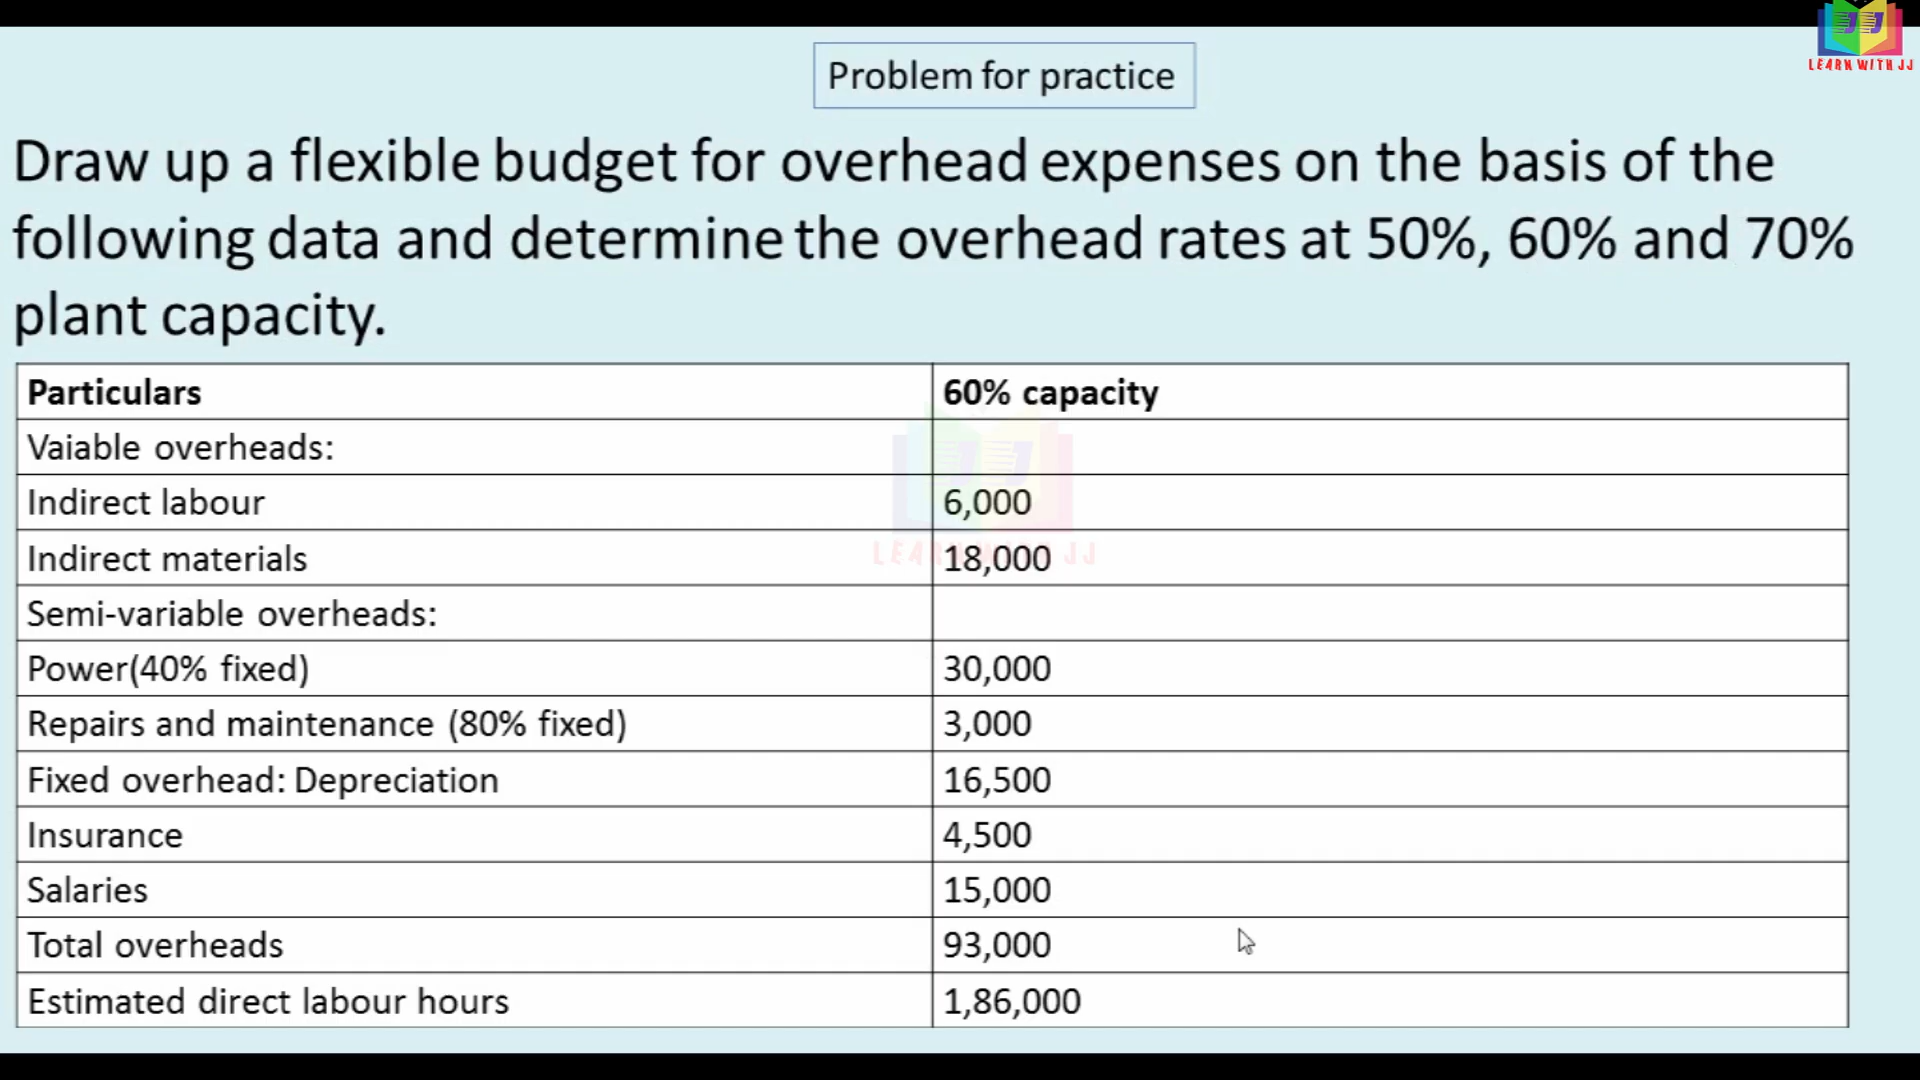 LEARN WITH JJ
Problem for practice
Draw up a flexible budget for overhead expenses on the basis of the
following data and determine the overhead rates at 50%, 60% and 70%
plant capacity.
Particulars 60% capacity
Vaiable overheads:
Indirect labour 6,000
Indirect materials 18,000
LEARN WITH JJ
Semi-variable overheads:
Power(40% fixed) 30,000
Repairs and maintenance (80% fixed) 3,000
Fixed overhead: Depreciation 16,500
Insurance 4,500
Salaries 15,000
Total overheads 93,000
Estimated direct labour hours 1,86,000